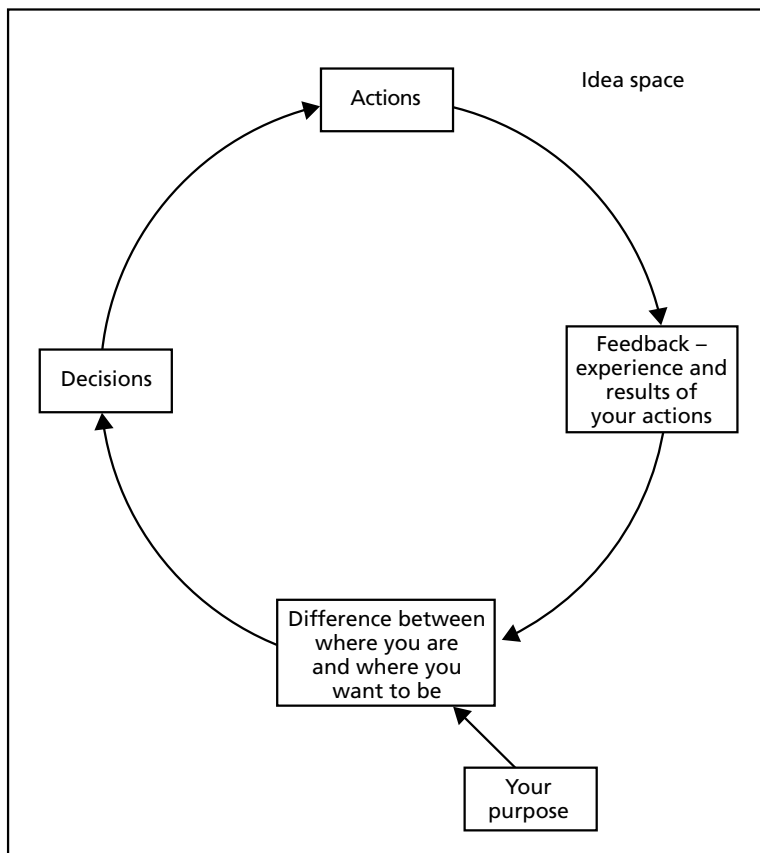 Idea space
Actions
Feedback –
experience and
results of
your actions
Decisions
Difference between
where you are
and where you
want to be
Your
purpose